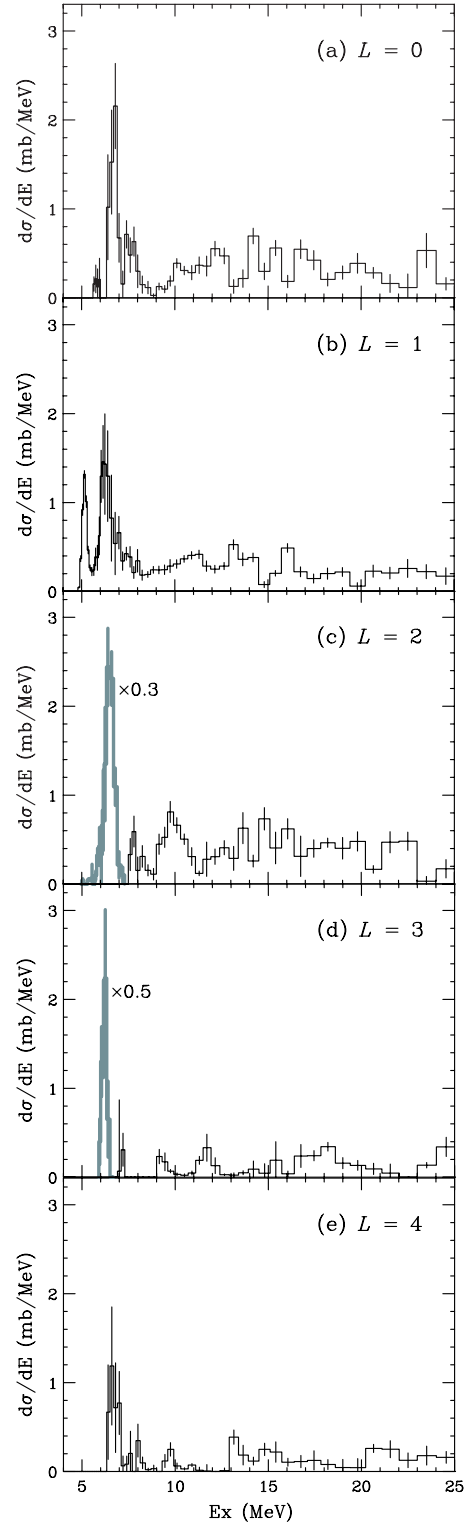 3
2
1
0
dσ/dE (mb/MeV)
(a) L = 0
3
2
1
0
dσ/dE (mb/MeV)
(b) L = 1
3
2
1
0
dσ/dE (mb/MeV)
(c) L = 2
×0.3
3
2
1
0
dσ/dE (mb/MeV)
(d) L = 3
×0.5
3
2
1
0
dσ/dE (mb/MeV)
(e) L = 4
5 10 15 20 25
Ex (MeV)